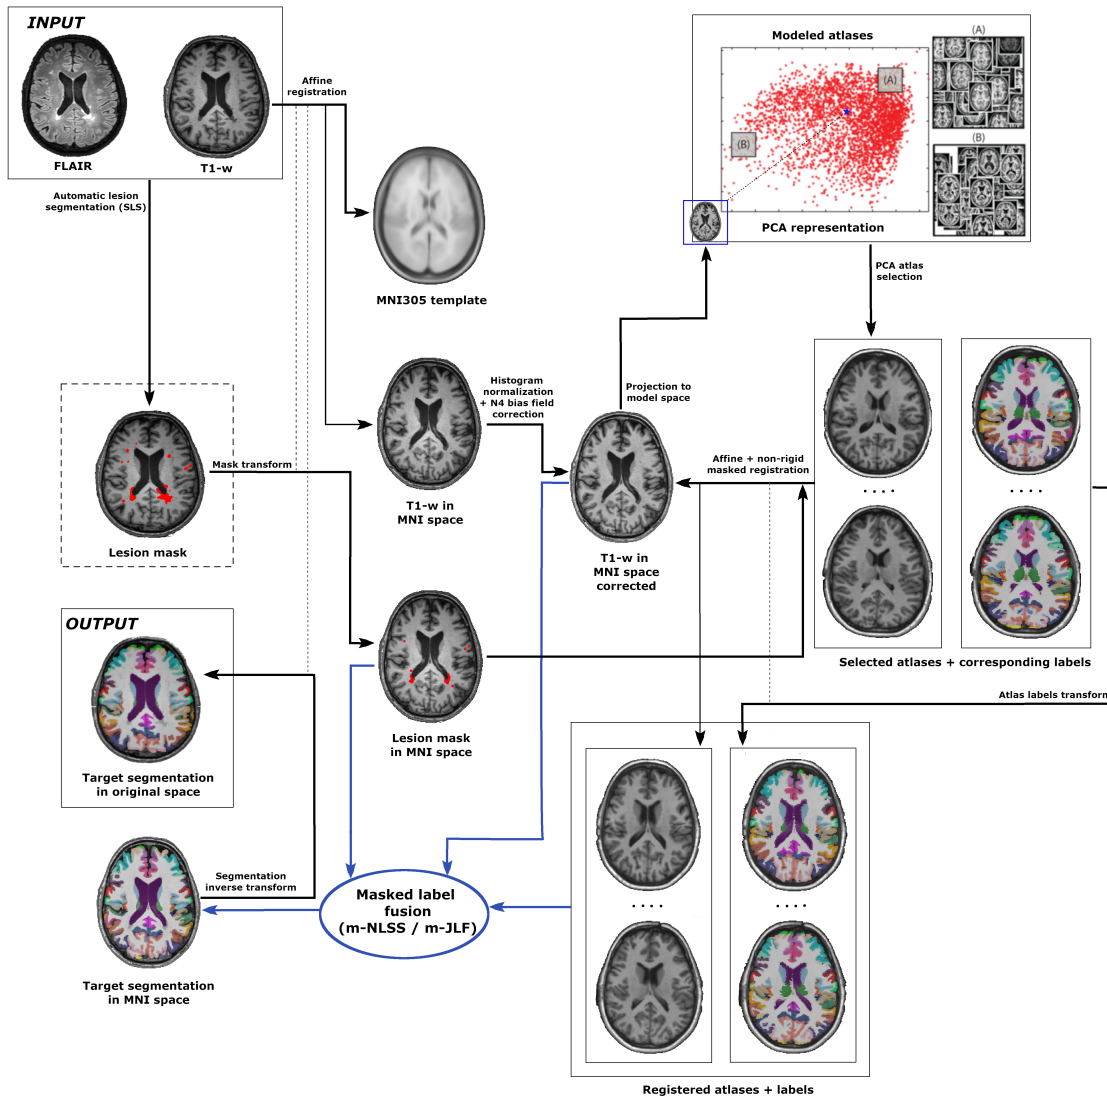 INPUT
FLAIR
T1-w
Affine
registration
Automatic lesion
segmentation (SLS)
MNI305 template
Modeled atlases
(A)
(B)
PCA representation
(A)
(B)
PCA atlas
selection
Histogram
normalization
+ N4 bias field
correction
Projection to
model space
Mask transform
Lesion mask
T1-w in
MNI space
T1-w in
MNI space
corrected
Affine + non-rigid
masked registration
. . . .
. . . .
Selected atlases + corresponding labels
Atlas labels transform
OUTPUT
Target segmentation
in original space
Lesion mask
in MNI space
Segmentation
inverse transform
Target segmentation
in MNI space
Masked label
fusion
(m-NLSS / m-JLF)
. . . .
. . . .
Registered atlases + labels